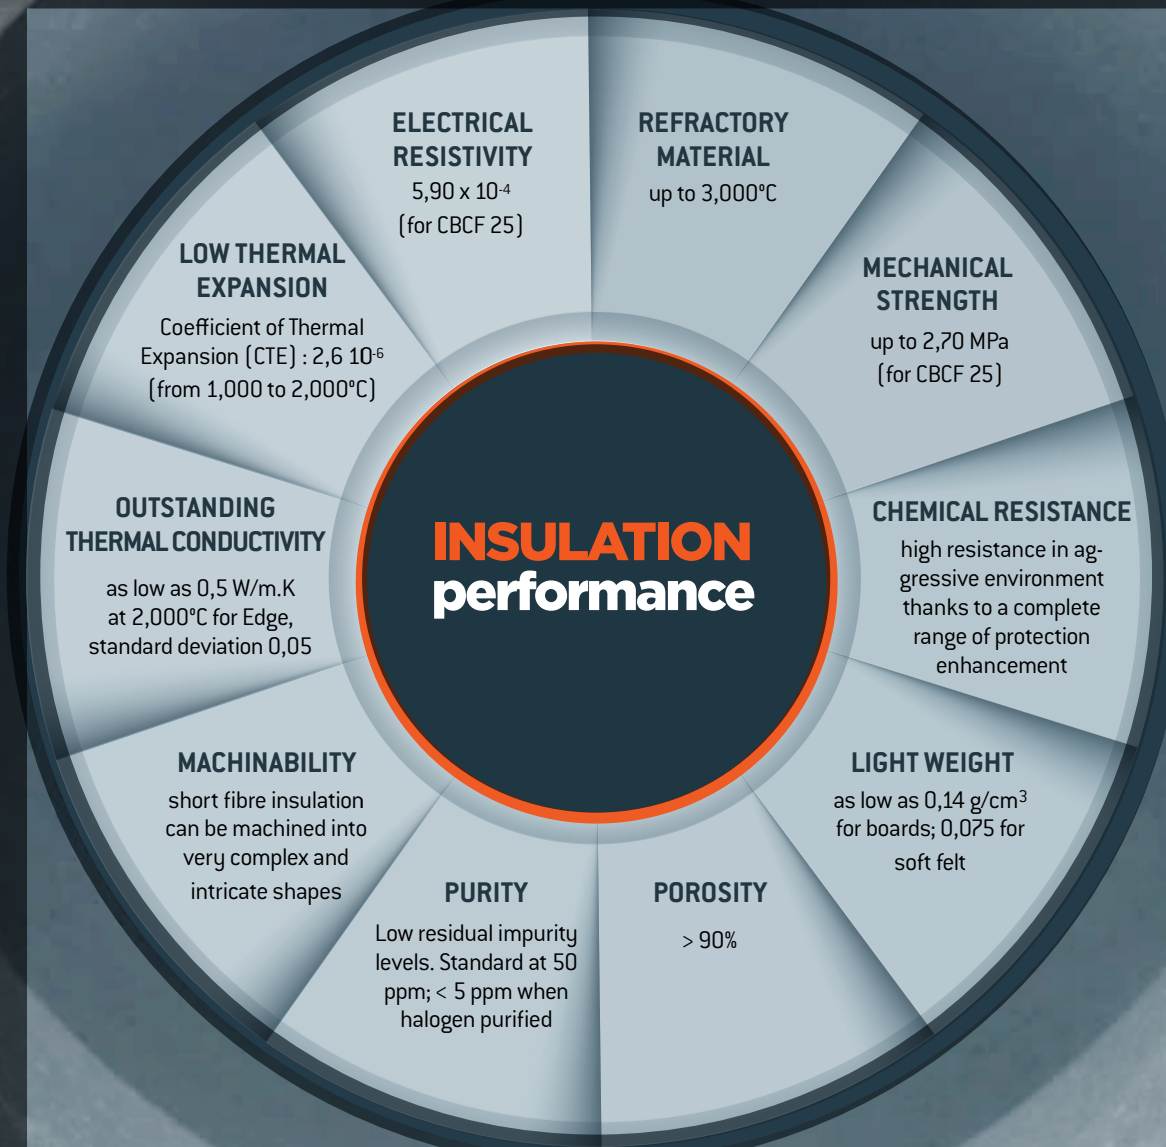 INSULATION
performance
ELECTRICAL
RESISTIVITY
5,90 x 10⁻⁴
(for CBCF 25)
REFRACTORY
MATERIAL
up to 3,000°C
MECHANICAL
STRENGTH
up to 2,70 MPa
(for CBCF 25)
CHEMICAL RESISTANCE
high resistance in ag-
gressive environment
thanks to a complete
range of protection
enhancement
LIGHT WEIGHT
as low as 0,14 g/cm³
for boards; 0,075 for
soft felt
POROSITY
> 90%
PURITY
Low residual impurity
levels. Standard at 50
ppm; < 5 ppm when
halogen purified
MACHINABILITY
short fibre insulation
can be machined into
very complex and
intricate shapes
OUTSTANDING
THERMAL CONDUCTIVITY
as low as 0,5 W/m.K
at 2,000°C for Edge,
standard deviation 0,05
LOW THERMAL
EXPANSION
Coefficient of Thermal
Expansion (CTE) : 2,6 10⁻⁶
(from 1,000 to 2,000°C)